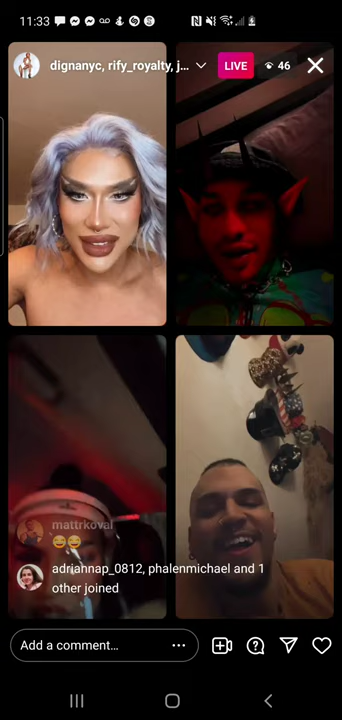 11:33
dignanyc, rify_royalty, j...
LIVE
46
mattrkoval
adriannap_0812, phalenmichael and 1
other joined
Add a comment...